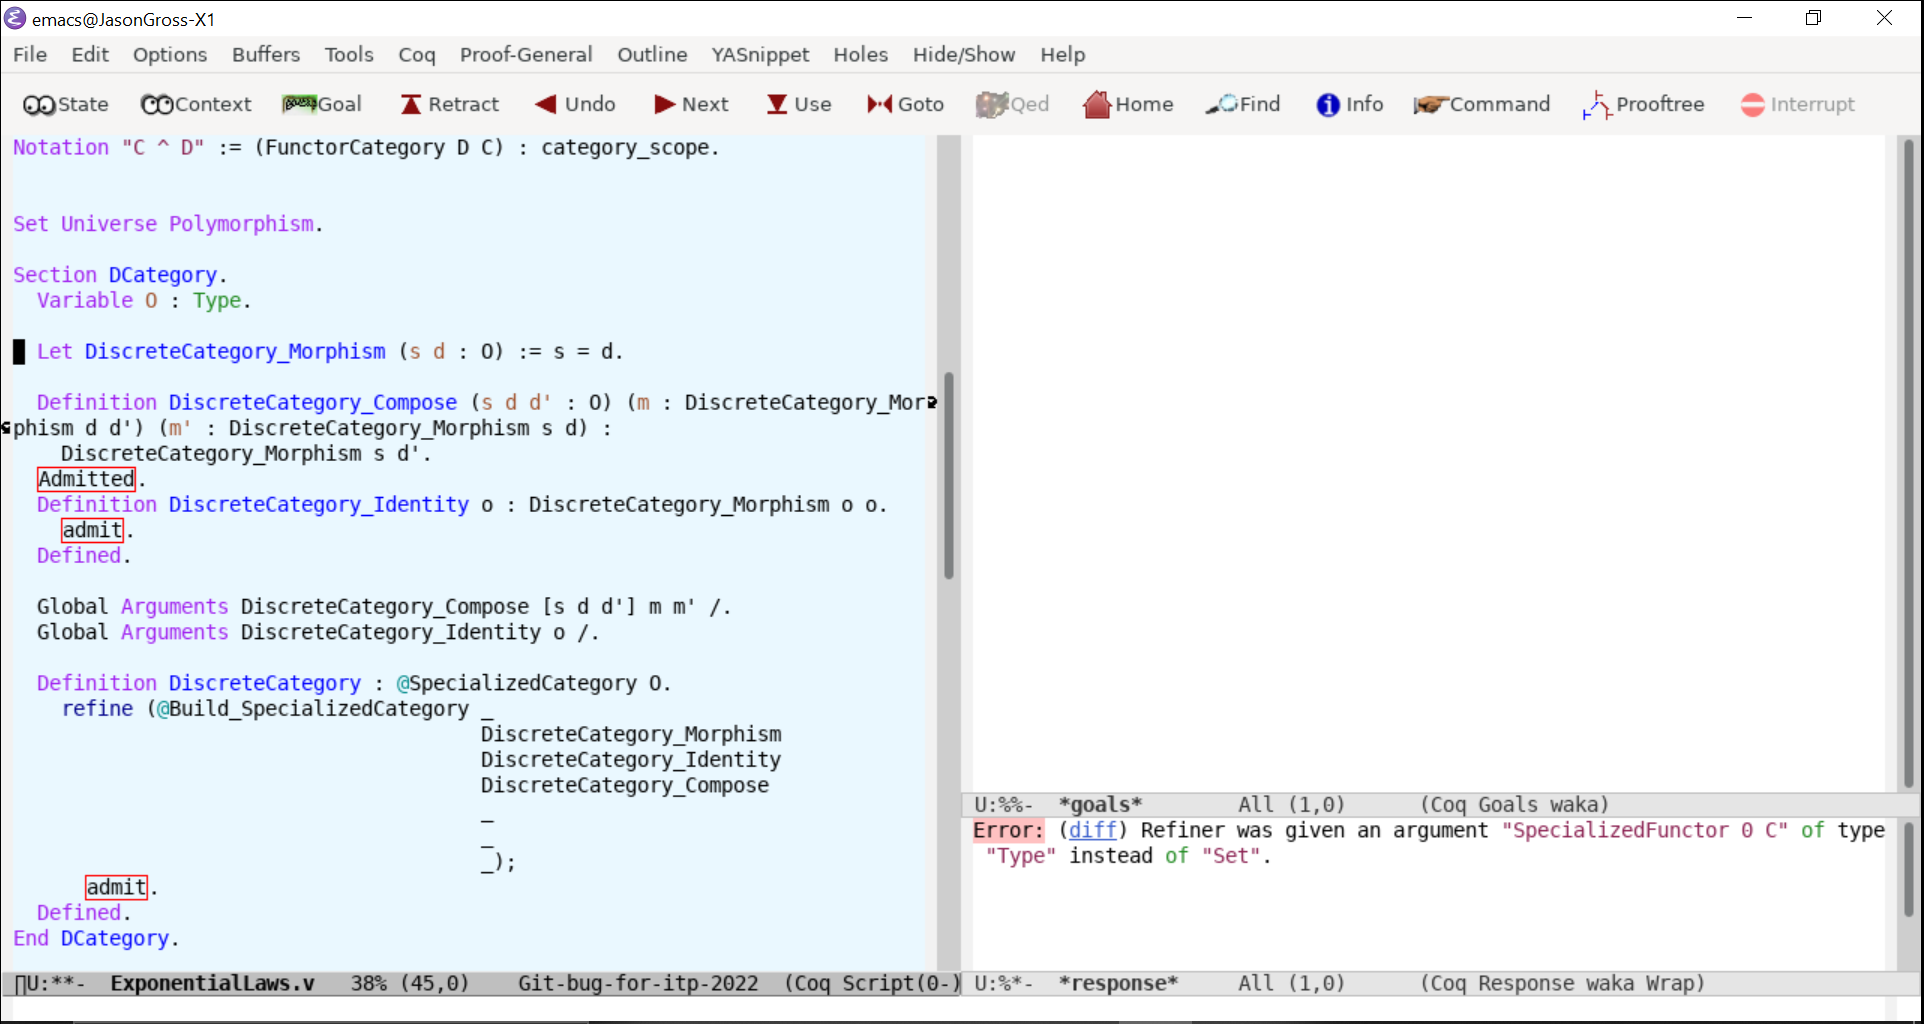 emacs@JasonGross-X1
File Edit Options Buffers Tools Coq Proof-General Outline YASnippet Holes Hide/Show Help
State Context Goal Retract Undo Next Use Goto Qed Home Find Info Command Prooftree Interrupt
Notation "C ^ D" := (FunctorCategory D C) : category_scope.
Set Universe Polymorphism.
Section DCategory.
Variable O : Type.
Let DiscreteCategory_Morphism (s d : O) := s = d.
Definition DiscreteCategory_Compose (s d d' : O) (m : DiscreteCategory_Mor
phism d d') (m' : DiscreteCategory_Morphism s d) :
DiscreteCategory_Morphism s d'.
Admitted.
Definition DiscreteCategory_Identity o : DiscreteCategory_Morphism o o.
admit.
Defined.
Global Arguments DiscreteCategory_Compose [s d d'] m m' /.
Global Arguments DiscreteCategory_Identity o /.
Definition DiscreteCategory : @SpecializedCategory O.
refine (@Build_SpecializedCategory _
DiscreteCategory_Morphism
DiscreteCategory_Identity
DiscreteCategory_Compose
_
_
_);
admit.
Defined.
End DCategory.
U:**- ExponentialLaws.v 38% (45,0) Git-bug-for-itp-2022 (Coq Script(0-)
U:%%- *goals* All (1,0) (Coq Goals waka)
Error: (diff) Refiner was given an argument "SpecializedFunctor 0 C" of type
"Type" instead of "Set".
U:%*- *response* All (1,0) (Coq Response waka Wrap)